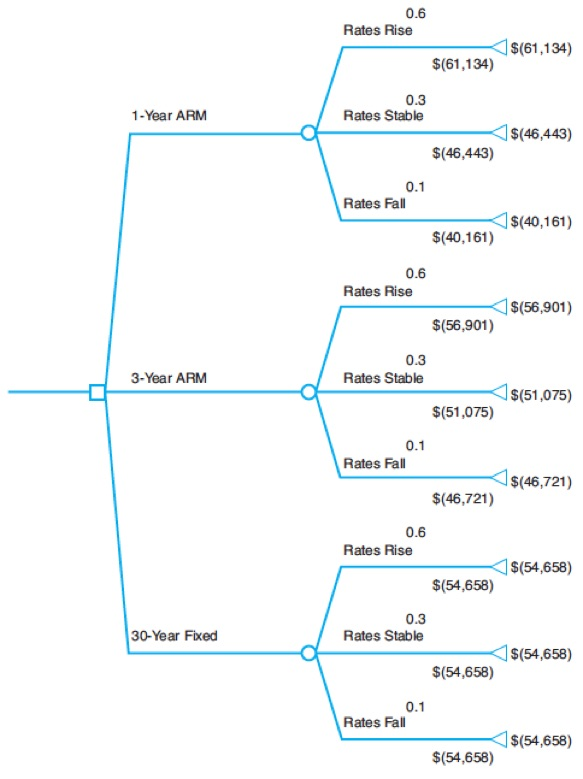 0.6
Rates Rise
$(61,134)
$(61,134)
1-Year ARM
0.3
Rates Stable
$(46,443)
$(46,443)
0.1
Rates Fall
$(40,161)
$(40,161)
0.6
Rates Rise
$(56,901)
$(56,901)
3-Year ARM
0.3
Rates Stable
$(51,075)
$(51,075)
0.1
Rates Fall
$(46,721)
$(46,721)
0.6
Rates Rise
$(54,658)
$(54,658)
30-Year Fixed
0.3
Rates Stable
$(54,658)
$(54,658)
0.1
Rates Fall
$(54,658)
$(54,658)